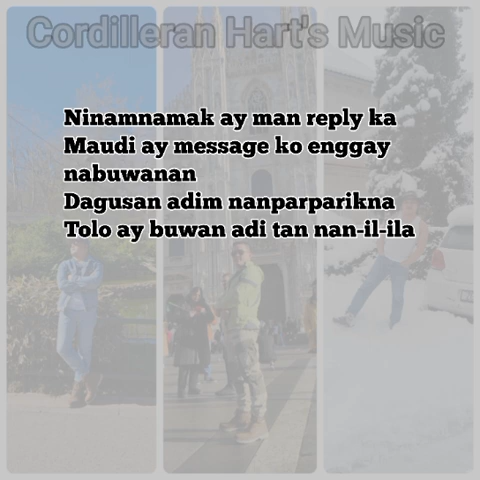 Cordilleran Hart's Music
Ninamnamak ay man reply ka
Maudi ay message ko enggay
nabuwanan
Dagusan adim nanparparikna
Tolo ay buwan adi tan nan-il-ila